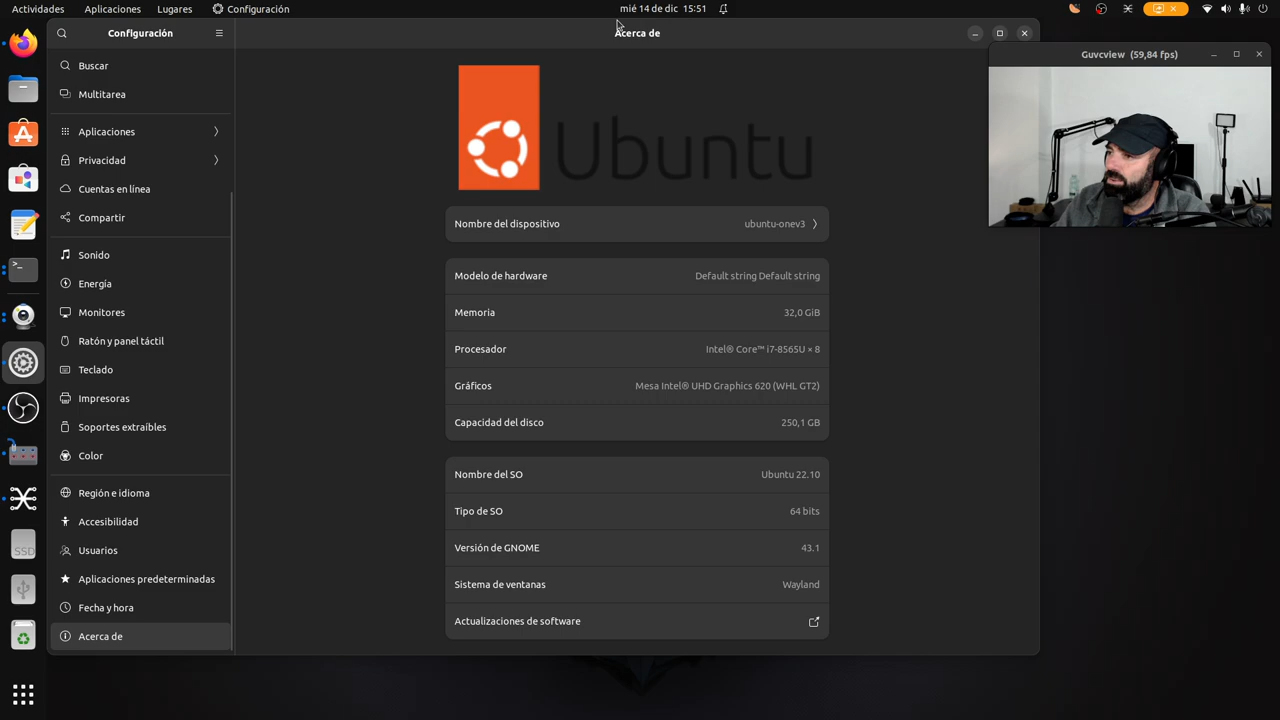 Actividades Aplicaciones Lugares Configuración mié 14 de dic 15:51
Configuración
Acerca de
Guvcview (59,84 fps)
Buscar
Multitarea
Aplicaciones
Privacidad
Cuentas en línea
Compartir
Sonido
Energía
Monitores
Ratón y panel táctil
Teclado
Impresoras
Soportes extraíbles
Color
Región e idioma
Accesibilidad
Usuarios
Aplicaciones predeterminadas
Fecha y hora
Acerca de
Ubuntu
Nombre del dispositivo ubuntu-onev3
Modelo de hardware Default string Default string
Memoria 32,0 GiB
Procesador Intel® Core™ i7-8565U × 8
Gráficos Mesa Intel® UHD Graphics 620 (WHL GT2)
Capacidad del disco 250,1 GB
Nombre del SO Ubuntu 22.10
Tipo de SO 64 bits
Versión de GNOME 43.1
Sistema de ventanas Wayland
Actualizaciones de software
SSD